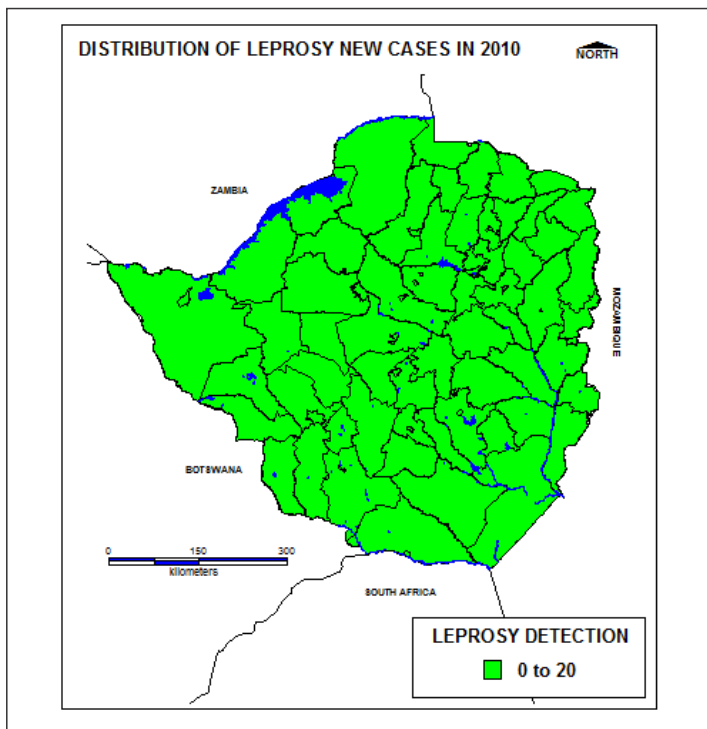 DISTRIBUTION OF LEPROSY NEW CASES IN 2010
NORTH
ZAMBIA
MOZAMBIQUE
BOTSWANA
0 150 300
kilometers
SOUTH AFRICA
LEPROSY DETECTION
0 to 20